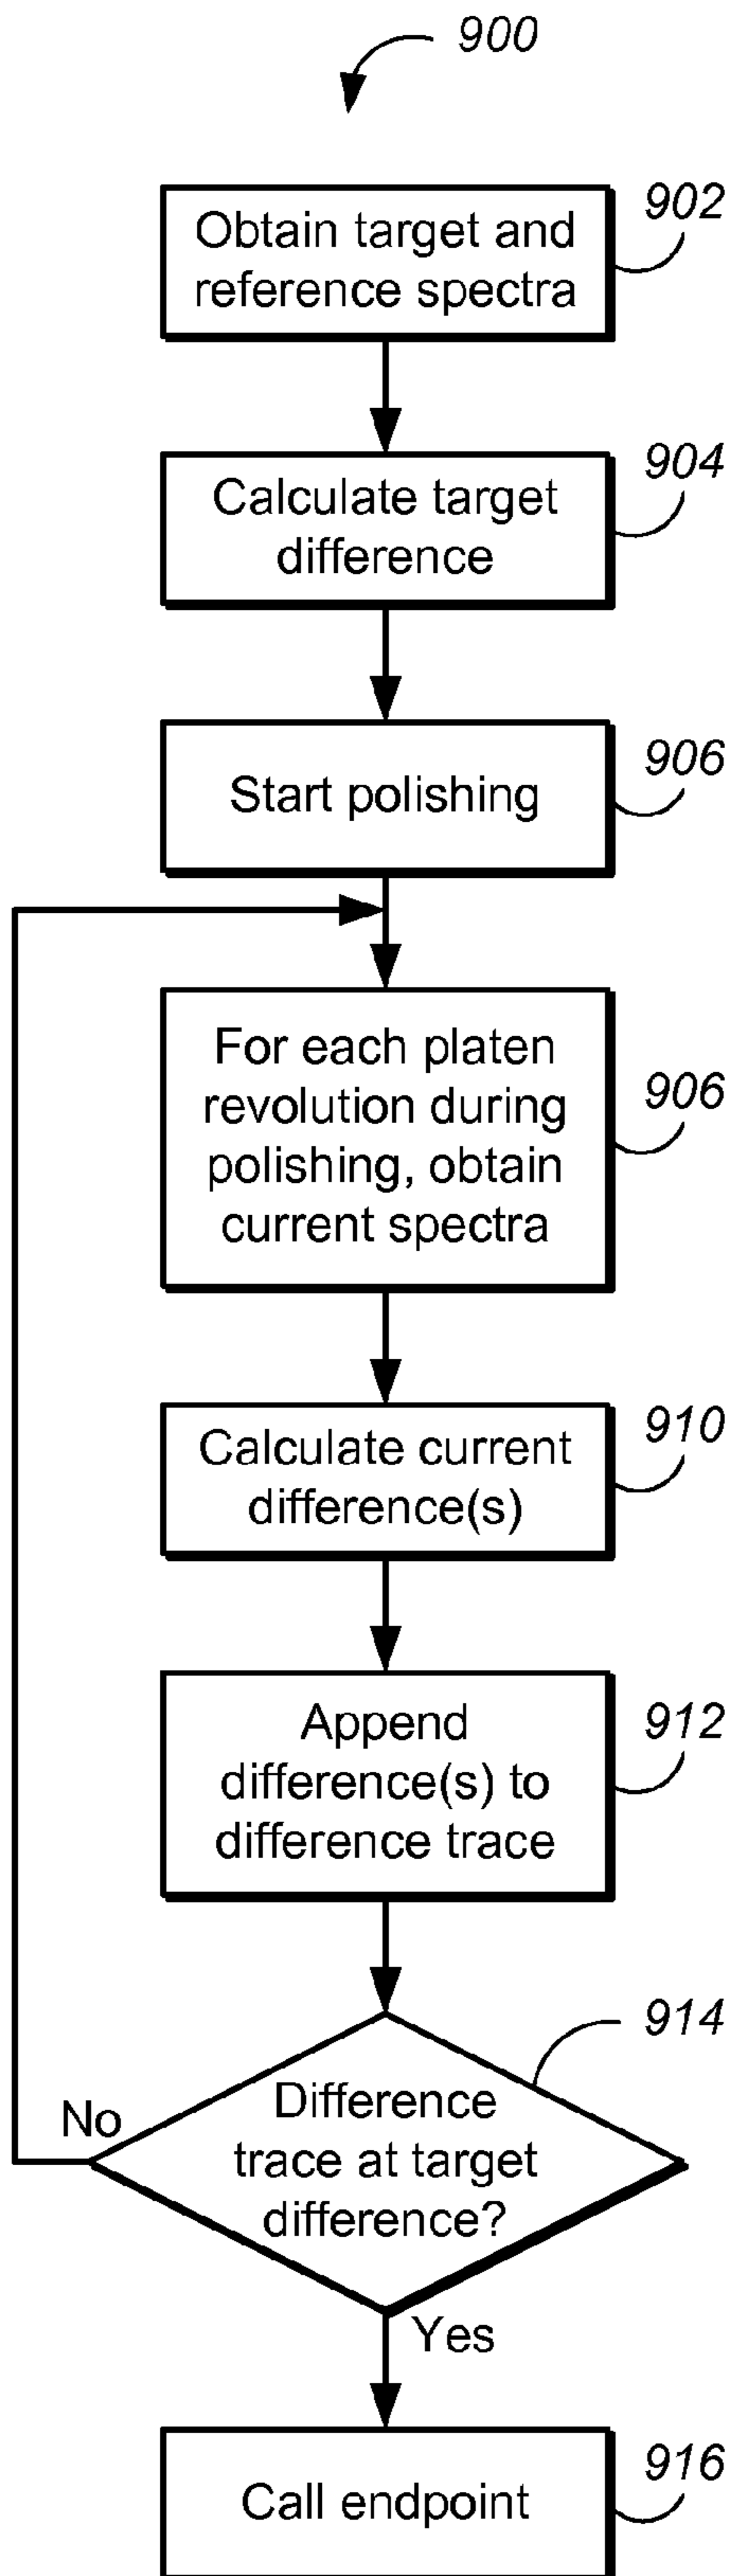 900
Obtain target and
reference spectra
902
Calculate target
difference
904
Start polishing
906
For each platen
revolution during
polishing, obtain
current spectra
906
Calculate current
difference(s)
910
Append
difference(s) to
difference trace
912
914
Difference
trace at target
difference?
No
Yes
Call endpoint
916